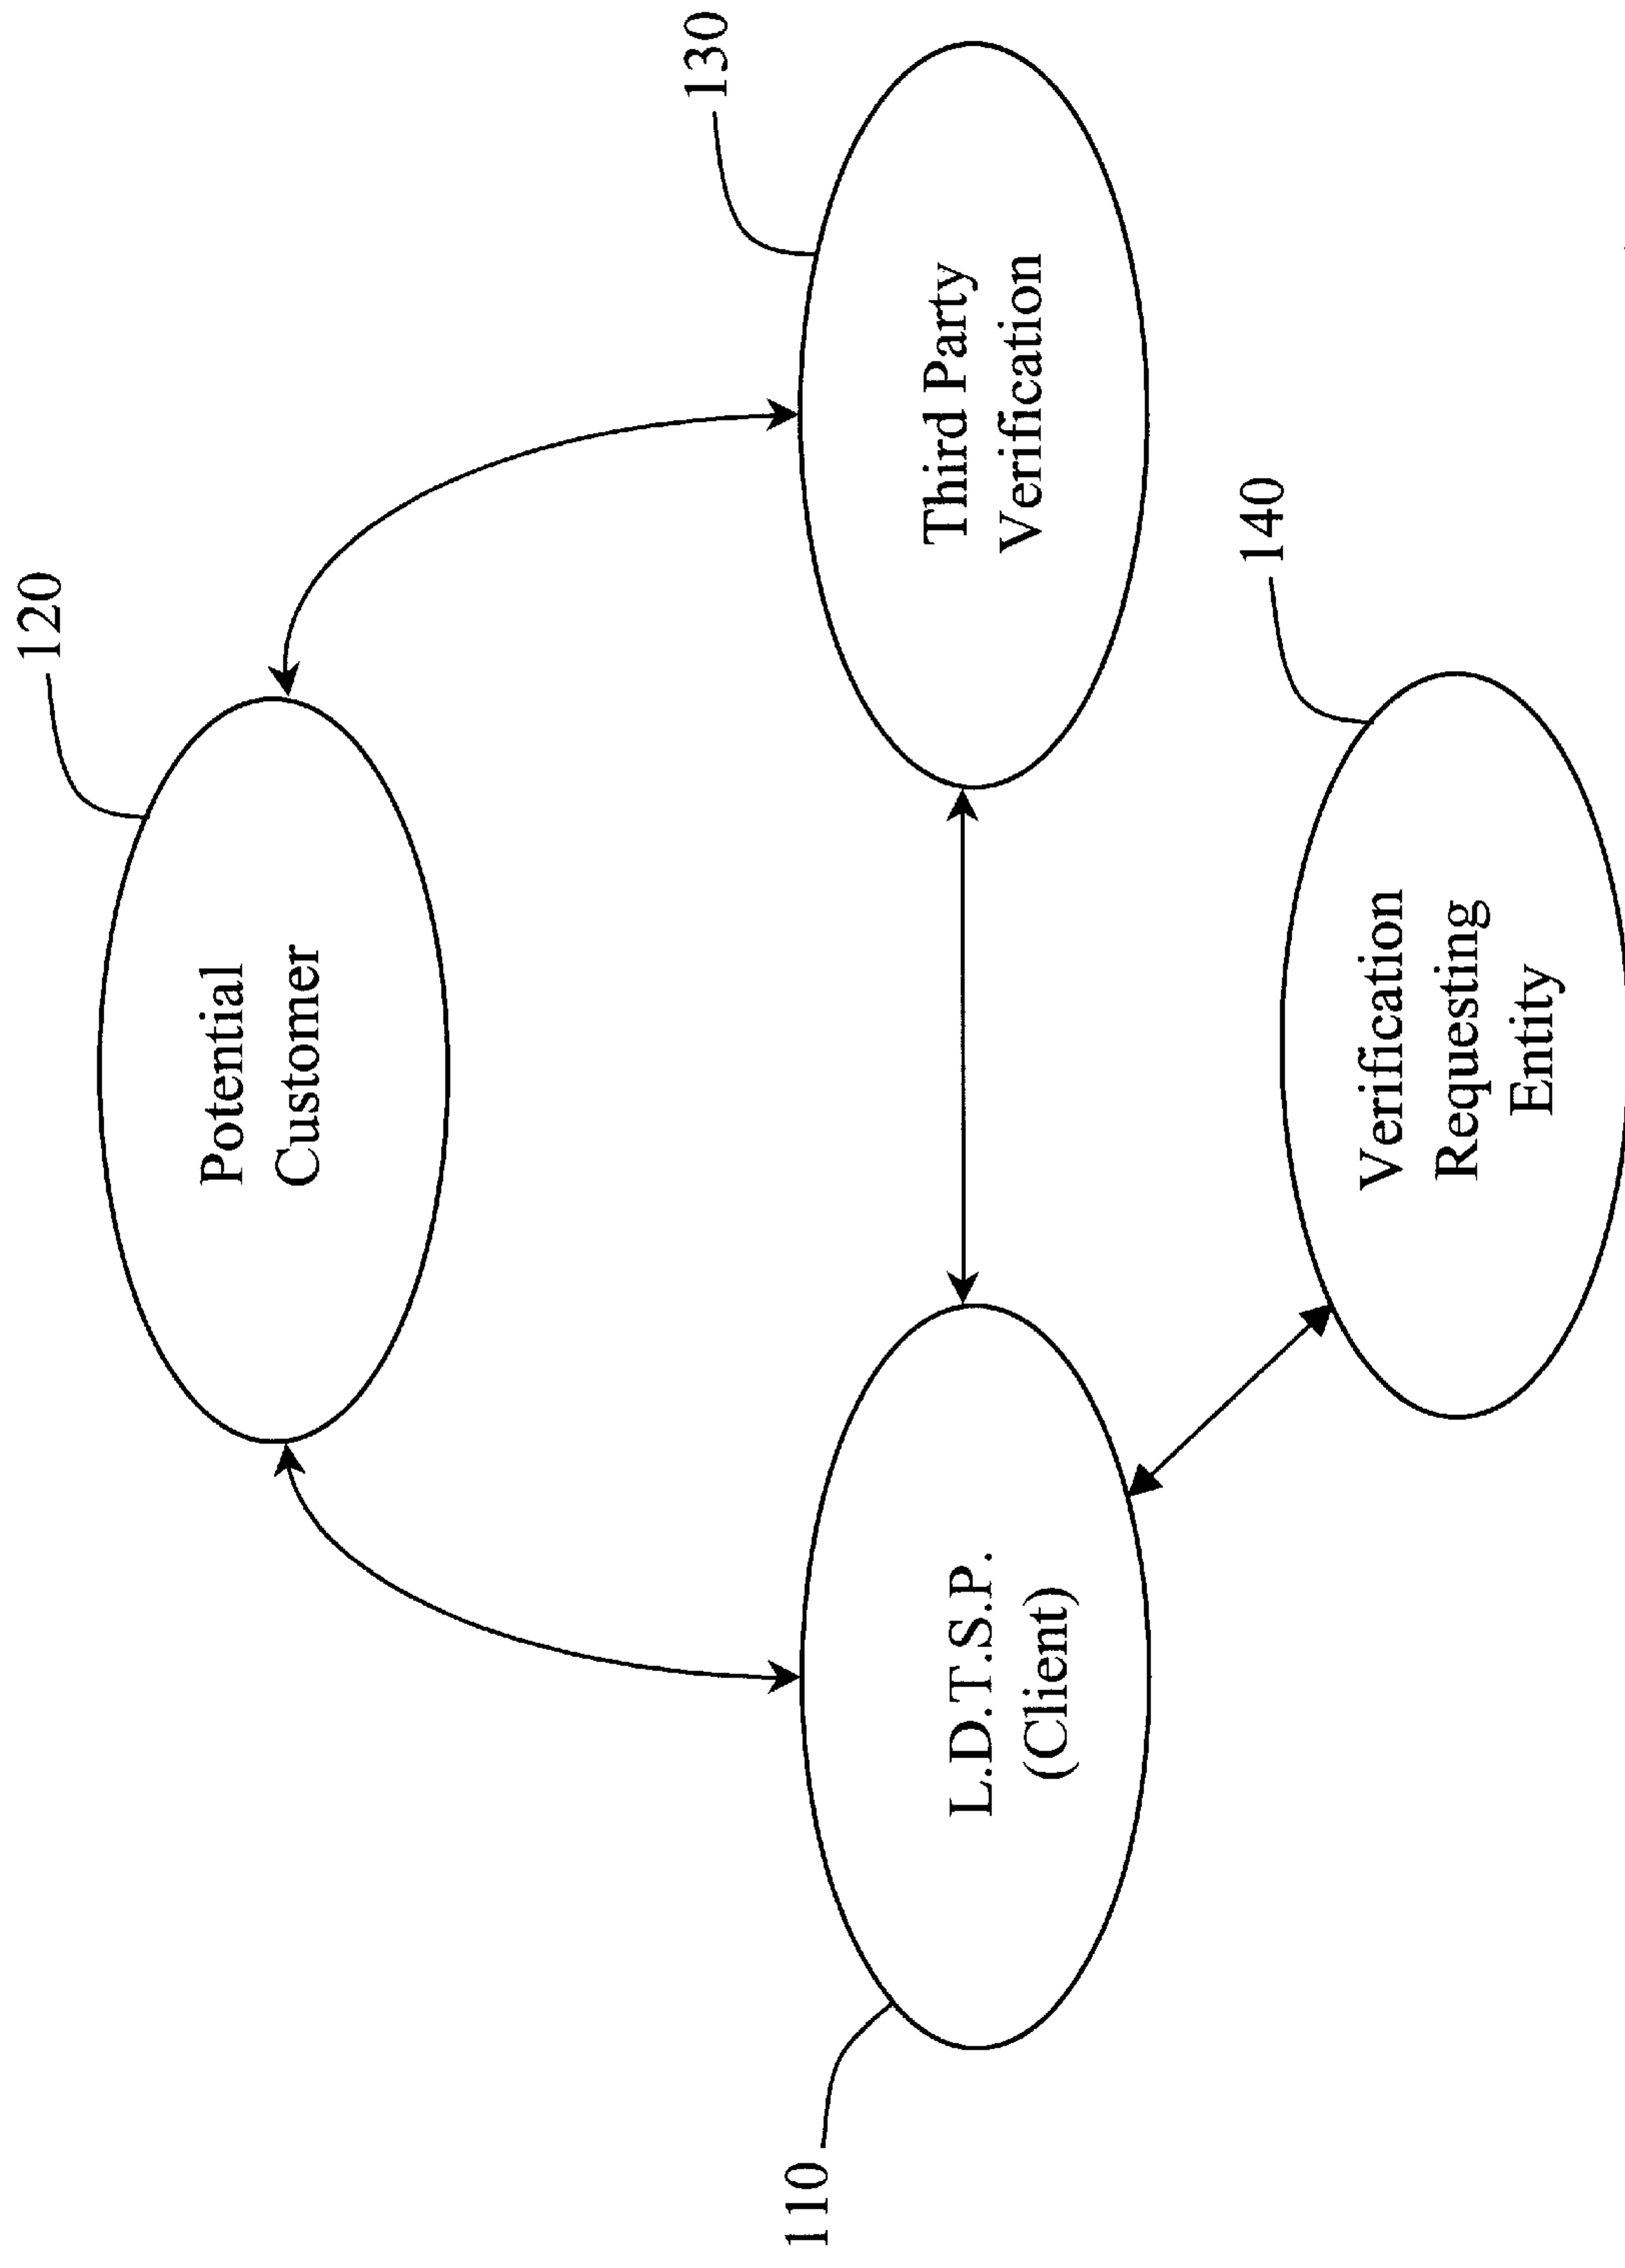 120
Potential
Customer
130
Third Party
Verification
110
L.D.T.S.P.
(Client)
140
Verification
Requesting
Entity